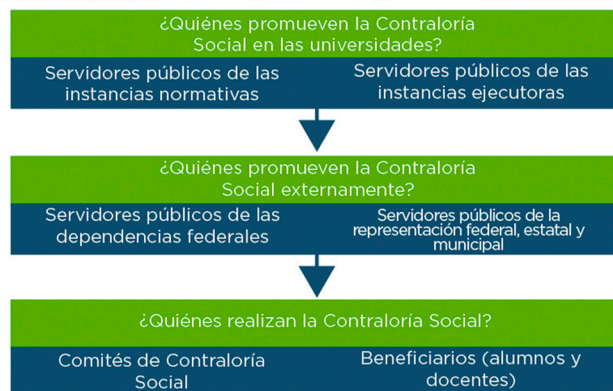 ¿Quiénes promueven la Contraloría
Social en las universidades?
Servidores públicos de las
instancias normativas
Servidores públicos de las
instancias ejecutoras
¿Quiénes promueven la Contraloría
Social externamente?
Servidores públicos de las
dependencias federales
Servidores públicos de la
representación federal, estatal y
municipal
¿Quiénes realizan la Contraloría Social?
Comités de Contraloría
Social
Beneficiarios (alumnos y
docentes)